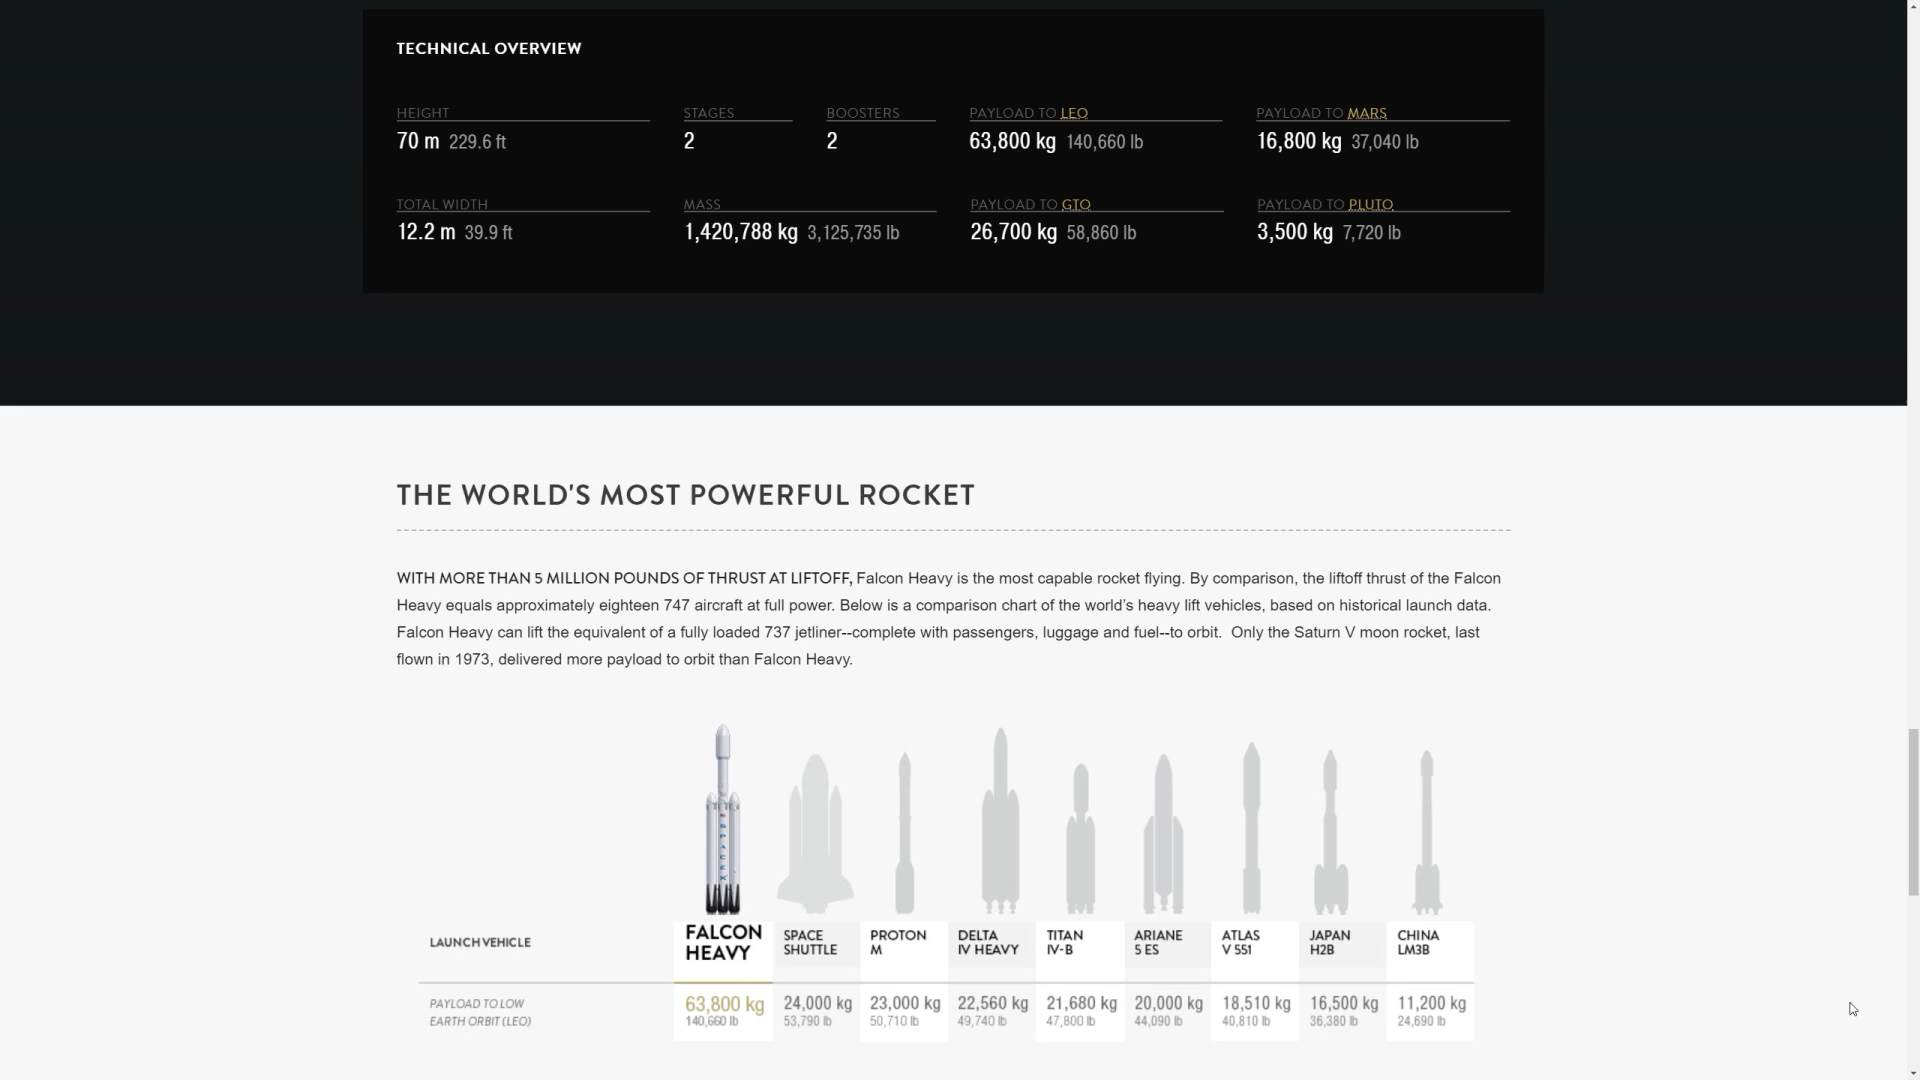 TECHNICAL OVERVIEW
HEIGHT
70 m 229.6 ft
STAGES
2
BOOSTERS
2
PAYLOAD TO LEO
63,800 kg 140,660 lb
PAYLOAD TO MARS
16,800 kg 37,040 lb
TOTAL WIDTH
12.2 m 39.9 ft
MASS
1,420,788 kg 3,125,735 lb
PAYLOAD TO GTO
26,700 kg 58,860 lb
PAYLOAD TO PLUTO
3,500 kg 7,720 lb
THE WORLD'S MOST POWERFUL ROCKET
WITH MORE THAN 5 MILLION POUNDS OF THRUST AT LIFTOFF, Falcon Heavy is the most capable rocket flying. By comparison, the liftoff thrust of the Falcon
Heavy equals approximately eighteen 747 aircraft at full power. Below is a comparison chart of the world’s heavy lift vehicles, based on historical launch data.
Falcon Heavy can lift the equivalent of a fully loaded 737 jetliner--complete with passengers, luggage and fuel--to orbit. Only the Saturn V moon rocket, last
flown in 1973, delivered more payload to orbit than Falcon Heavy.
SPACEX
LAUNCH VEHICLE
FALCON
HEAVY
SPACE
SHUTTLE
PROTON
M
DELTA
IV HEAVY
TITAN
IV-B
ARIANE
5 ES
ATLAS
V 551
JAPAN
H2B
CHINA
LM3B
PAYLOAD TO LOW
EARTH ORBIT (LEO)
63,800 kg
140,660 lb
24,000 kg
53,790 lb
23,000 kg
50,710 lb
22,560 kg
49,740 lb
21,680 kg
47,800 lb
20,000 kg
44,090 lb
18,510 kg
40,810 lb
16,500 kg
36,380 lb
11,200 kg
24,690 lb